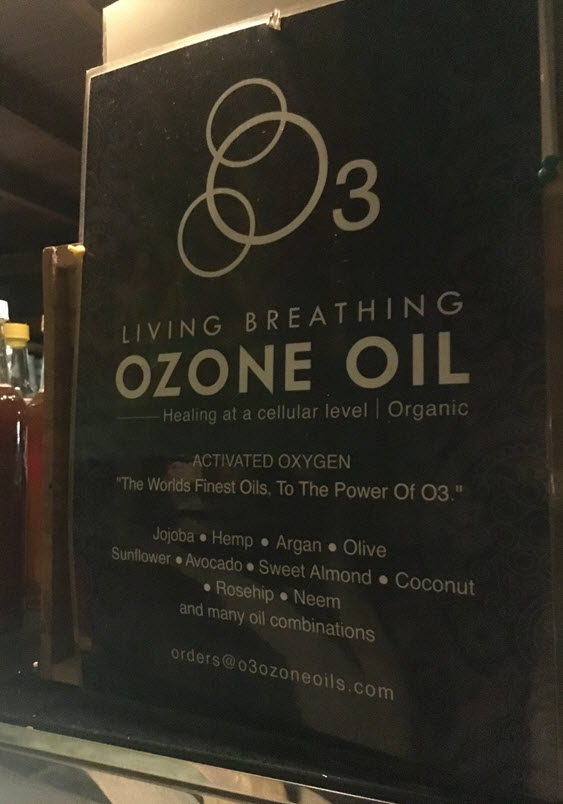 O3
LIVING BREATHING
OZONE OIL
Healing at a cellular level | Organic
ACTIVATED OXYGEN
"The Worlds Finest Oils, To The Power Of O3."
Jojoba ● Hemp ● Argan ● Olive
Sunflower ● Avocado ● Sweet Almond ● Coconut
● Rosehip ● Neem
and many oil combinations
orders@o3ozoneoils.com